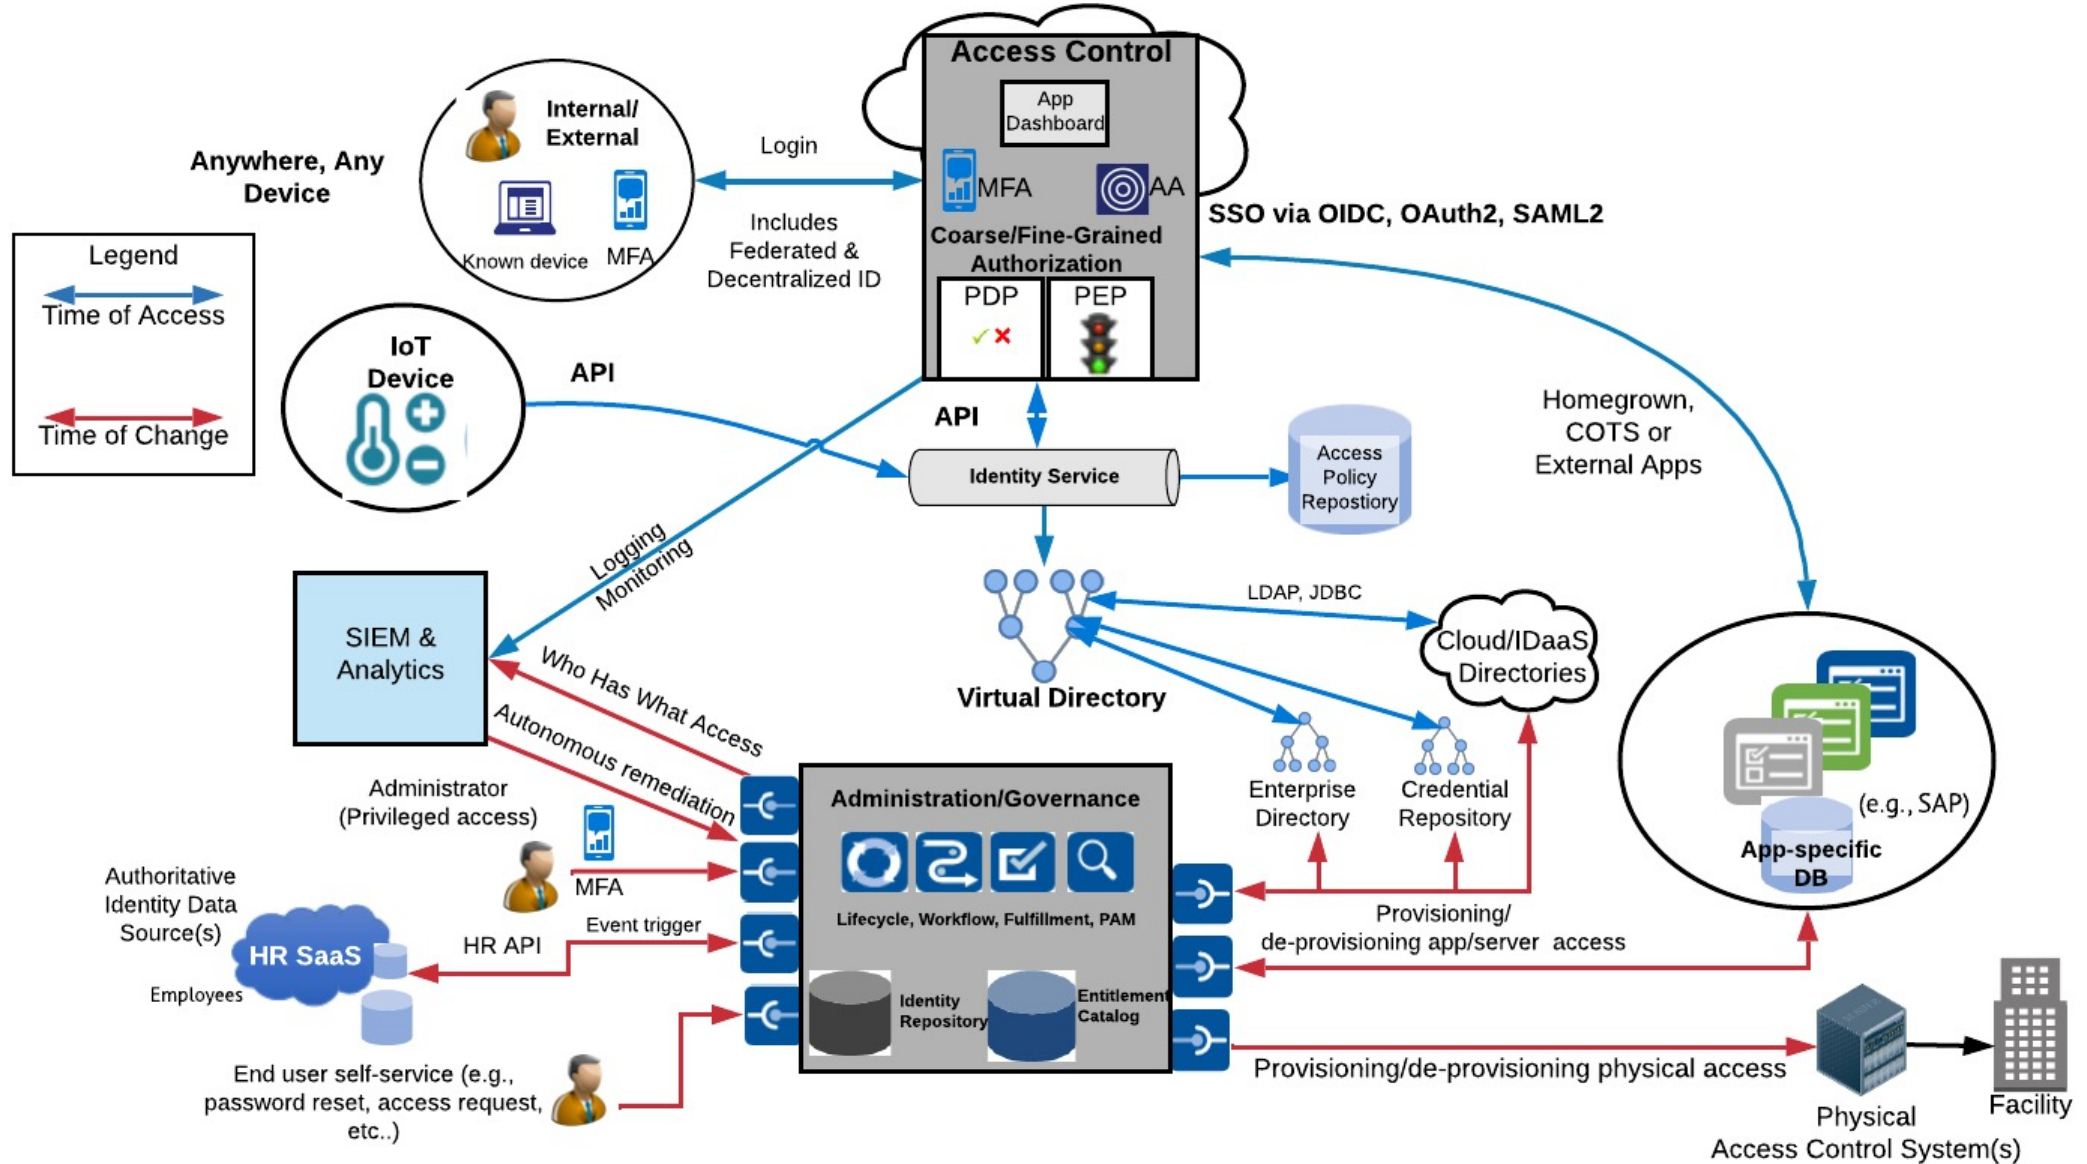 Access Control
App
Dashboard
MFA
AA
Coarse/Fine-Grained
Authorization
PDP
PEP
Internal/
External
Known device
MFA
Anywhere, Any
Device
Login
Includes
Federated &
Decentralized ID
SSO via OIDC, OAuth2, SAML2
Legend
Time of Access
Time of Change
IoT
Device
API
API
Identity Service
Access
Policy
Repostiory
Homegrown,
COTS or
External Apps
Logging
Monitoring
SIEM &
Analytics
Who Has What Access
Autonomous remediation
Virtual Directory
LDAP, JDBC
Cloud/IDaaS
Directories
Enterprise
Directory
Credential
Repository
(e.g., SAP)
App-specific
DB
Administrator
(Privileged access)
MFA
Authoritative
Identity Data
Source(s)
HR SaaS
Employees
HR API
Event trigger
End user self-service (e.g.,
password reset, access request,
etc..)
Administration/Governance
Lifecycle, Workflow, Fulfillment, PAM
Identity
Repository
Entitlement
Catalog
Provisioning/
de-provisioning app/server access
Provisioning/de-provisioning physical access
Physical
Access Control System(s)
Facility